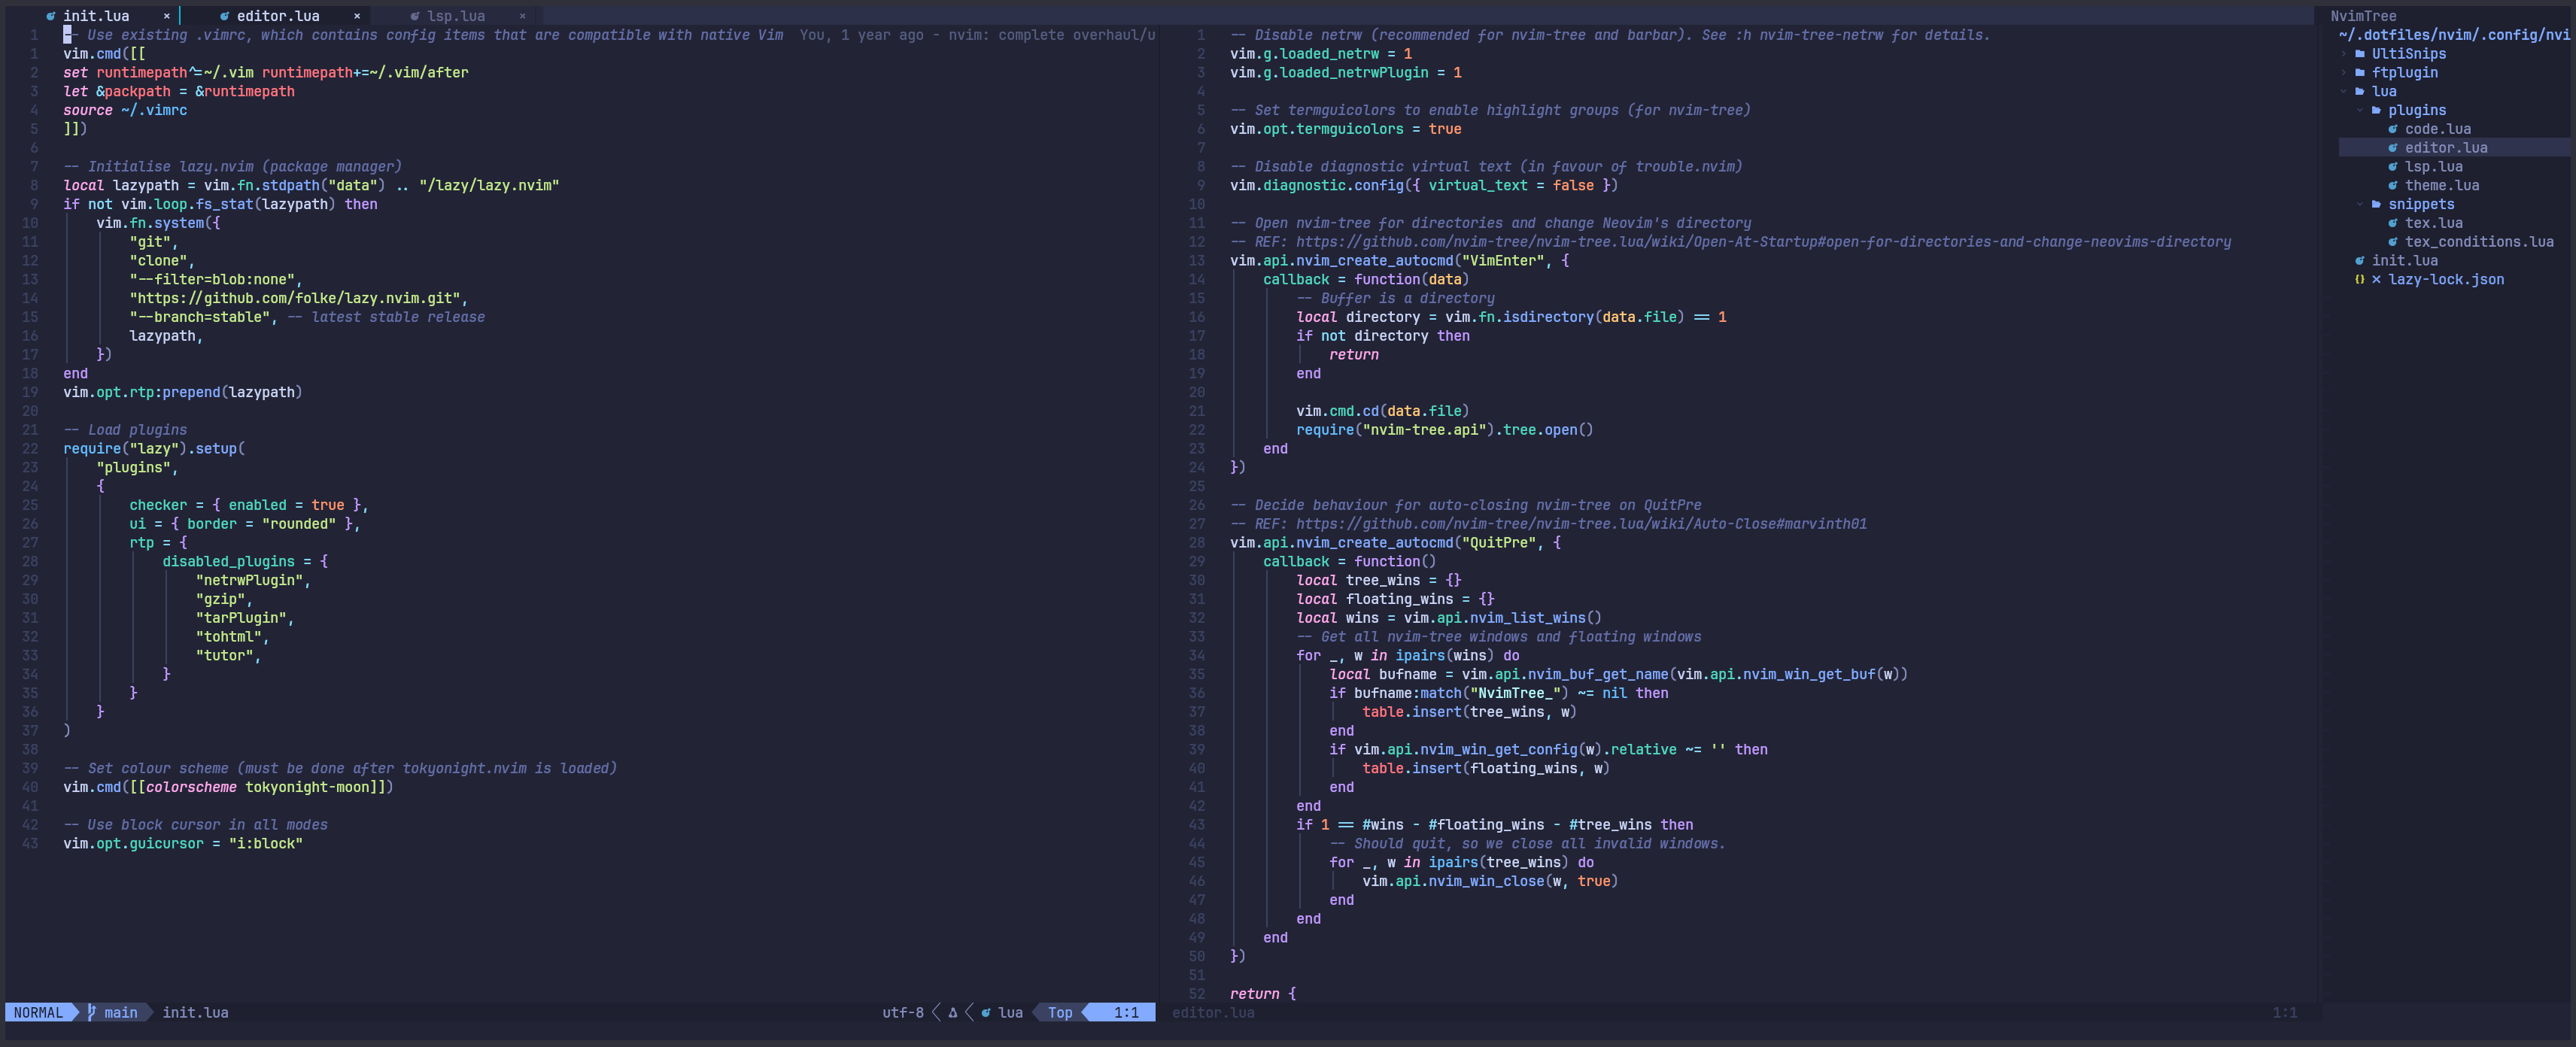 init.lua × editor.lua × lsp.lua ×
1 -- Use existing .vimrc, which contains config items that are compatible with native Vim You, 1 year ago - nvim: complete overhaul/u
1 vim.cmd([[
2 set runtimepath^=~/.vim runtimepath+=~/.vim/after
3 let &packpath = &runtimepath
4 source ~/.vimrc
5 ]])
6
7 -- Initialise lazy.nvim (package manager)
8 local lazypath = vim.fn.stdpath("data") .. "/lazy/lazy.nvim"
9 if not vim.loop.fs_stat(lazypath) then
10 vim.fn.system({
11 "git",
12 "clone",
13 "--filter=blob:none",
14 "https://github.com/folke/lazy.nvim.git",
15 "--branch=stable", -- latest stable release
16 lazypath,
17 })
18 end
19 vim.opt.rtp:prepend(lazypath)
20
21 -- Load plugins
22 require("lazy").setup(
23 "plugins",
24 {
25 checker = { enabled = true },
26 ui = { border = "rounded" },
27 rtp = {
28 disabled_plugins = {
29 "netrwPlugin",
30 "gzip",
31 "tarPlugin",
32 "tohtml",
33 "tutor",
34 }
35 }
36 }
37 )
38
39 -- Set colour scheme (must be done after tokyonight.nvim is loaded)
40 vim.cmd([[colorscheme tokyonight-moon]])
41
42 -- Use block cursor in all modes
43 vim.opt.guicursor = "i:block"
NORMAL main init.lua utf-8 lua Top 1:1
1 -- Disable netrw (recommended for nvim-tree and barbar). See :h nvim-tree-netrw for details.
2 vim.g.loaded_netrw = 1
3 vim.g.loaded_netrwPlugin = 1
4
5 -- Set termguicolors to enable highlight groups (for nvim-tree)
6 vim.opt.termguicolors = true
7
8 -- Disable diagnostic virtual text (in favour of trouble.nvim)
9 vim.diagnostic.config({ virtual_text = false })
10
11 -- Open nvim-tree for directories and change Neovim's directory
12 -- REF: https://github.com/nvim-tree/nvim-tree.lua/wiki/Open-At-Startup#open-for-directories-and-change-neovims-directory
13 vim.api.nvim_create_autocmd("VimEnter", {
14 callback = function(data)
15 -- Buffer is a directory
16 local directory = vim.fn.isdirectory(data.file) == 1
17 if not directory then
18 return
19 end
20
21 vim.cmd.cd(data.file)
22 require("nvim-tree.api").tree.open()
23 end
24 })
25
26 -- Decide behaviour for auto-closing nvim-tree on QuitPre
27 -- REF: https://github.com/nvim-tree/nvim-tree.lua/wiki/Auto-Close#marvinth01
28 vim.api.nvim_create_autocmd("QuitPre", {
29 callback = function()
30 local tree_wins = {}
31 local floating_wins = {}
32 local wins = vim.api.nvim_list_wins()
33 -- Get all nvim-tree windows and floating windows
34 for _, w in ipairs(wins) do
35 local bufname = vim.api.nvim_buf_get_name(vim.api.nvim_win_get_buf(w))
36 if bufname:match("NvimTree_") ~= nil then
37 table.insert(tree_wins, w)
38 end
39 if vim.api.nvim_win_get_config(w).relative ~= '' then
40 table.insert(floating_wins, w)
41 end
42 end
43 if 1 == #wins - #floating_wins - #tree_wins then
44 -- Should quit, so we close all invalid windows.
45 for _, w in ipairs(tree_wins) do
46 vim.api.nvim_win_close(w, true)
47 end
48 end
49 end
50 })
51
52 return {
editor.lua 1:1
NvimTree
~/.dotfiles/nvim/.config/nvi
UltiSnips
ftplugin
lua
plugins
code.lua
editor.lua
lsp.lua
theme.lua
snippets
tex.lua
tex_conditions.lua
init.lua
{} × lazy-lock.json